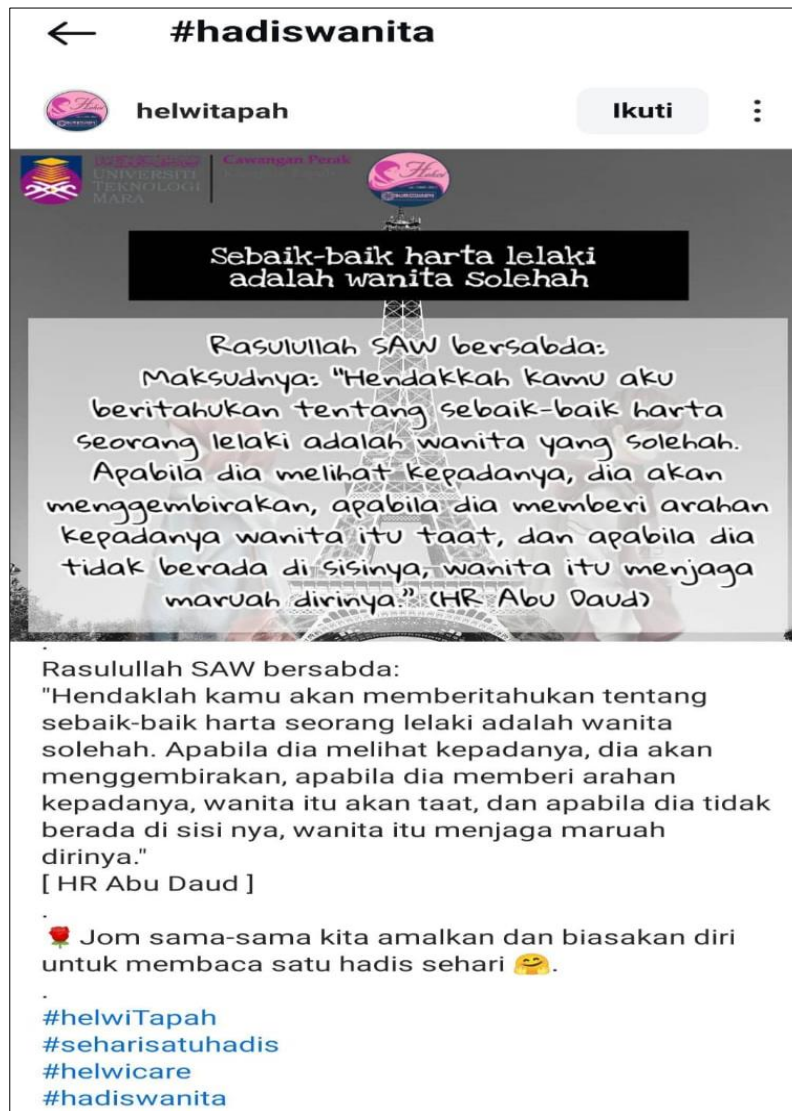 #hadiswanita
helwitapah
Ikuti
UNIVERSITI
TEKNOLOGI
MARA
Cawangan Perak
Helwi
Sebaik-baik harta lelaki
adalah wanita Solehah
Rasulullah SAW bersabda:
Maksudnya: "Hendakkah kamu aku
beritahukan tentang sebaik-baik harta
seorang lelaki adalah wanita yang solehah.
Apabila dia melihat kepadanya, dia akan
menggembirakan, apabila dia memberi arahan
kepadanya wanita itu taat, dan apabila dia
tidak berada di sisinya, wanita itu menjaga
maruah dirinya." (HR Abu Daud)
.
Rasulullah SAW bersabda:
"Hendaklah kamu akan memberitahukan tentang
sebaik-baik harta seorang lelaki adalah wanita
solehah. Apabila dia melihat kepadanya, dia akan
menggembirakan, apabila dia memberi arahan
kepadanya, wanita itu akan taat, dan apabila dia tidak
berada di sisi nya, wanita itu menjaga maruah
dirinya."
[ HR Abu Daud ]
.
🌹 Jom sama-sama kita amalkan dan biasakan diri
untuk membaca satu hadis sehari 🤗.
.
#helwiTapah
#seharisatuhadis
#helwicare
#hadiswanita